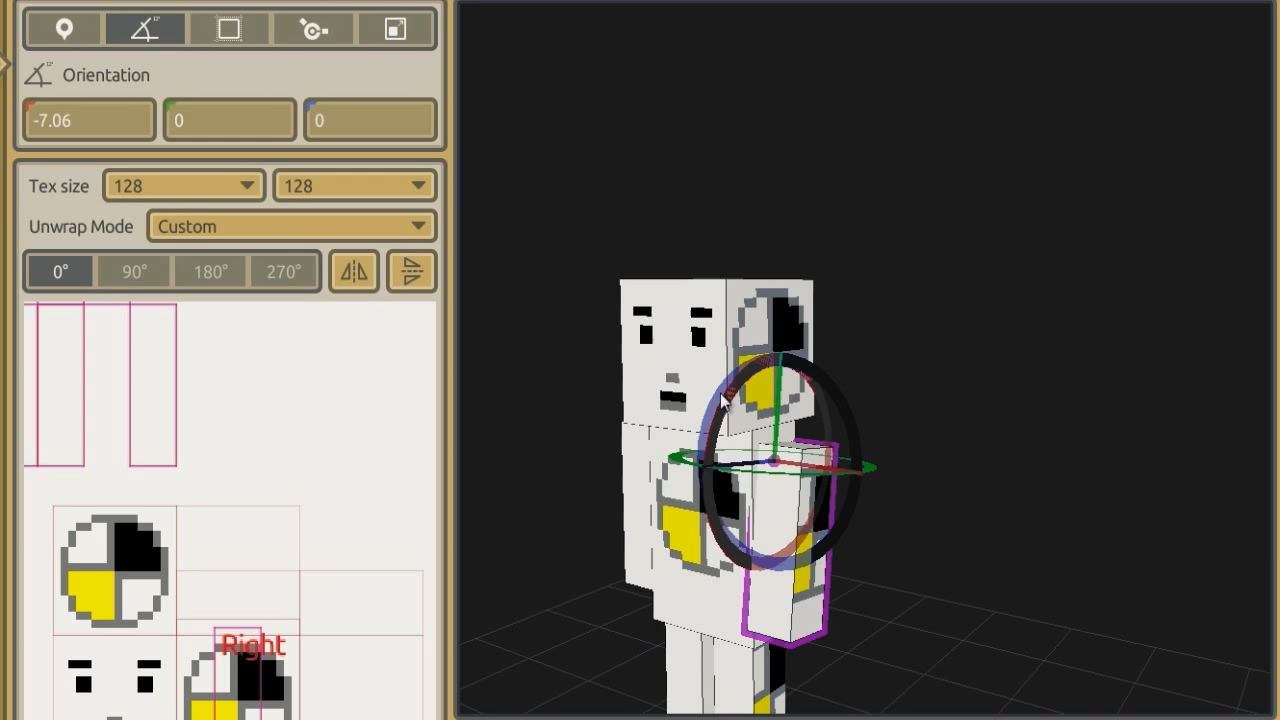 Orientation
-7.06 0 0
Tex size 128 128
Unwrap Mode Custom
0° 90° 180° 270°
Right